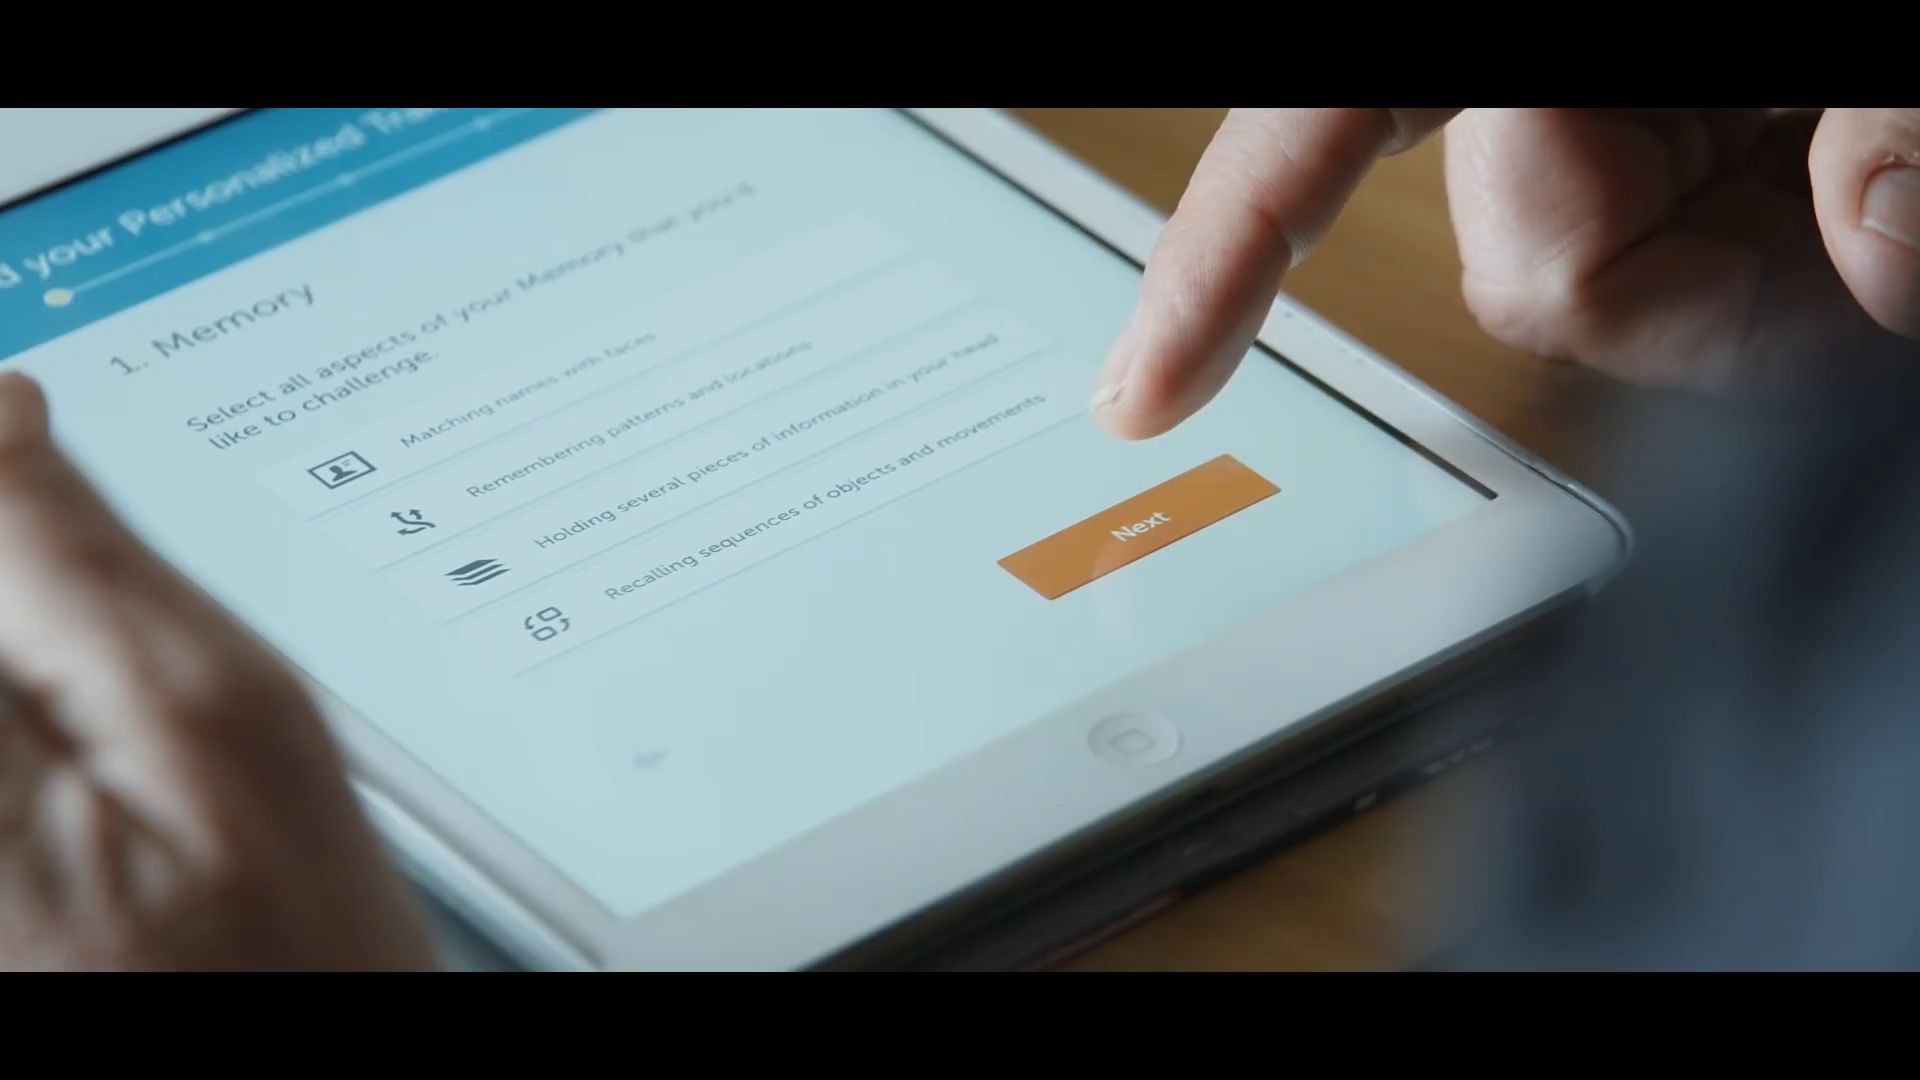 d your Personalized Tra
1. Memory
Select all aspects of your Memory that you'd
like to challenge.
Matching names with faces
Remembering patterns and locations
Holding several pieces of information in your head
Recalling sequences of objects and movements
Next